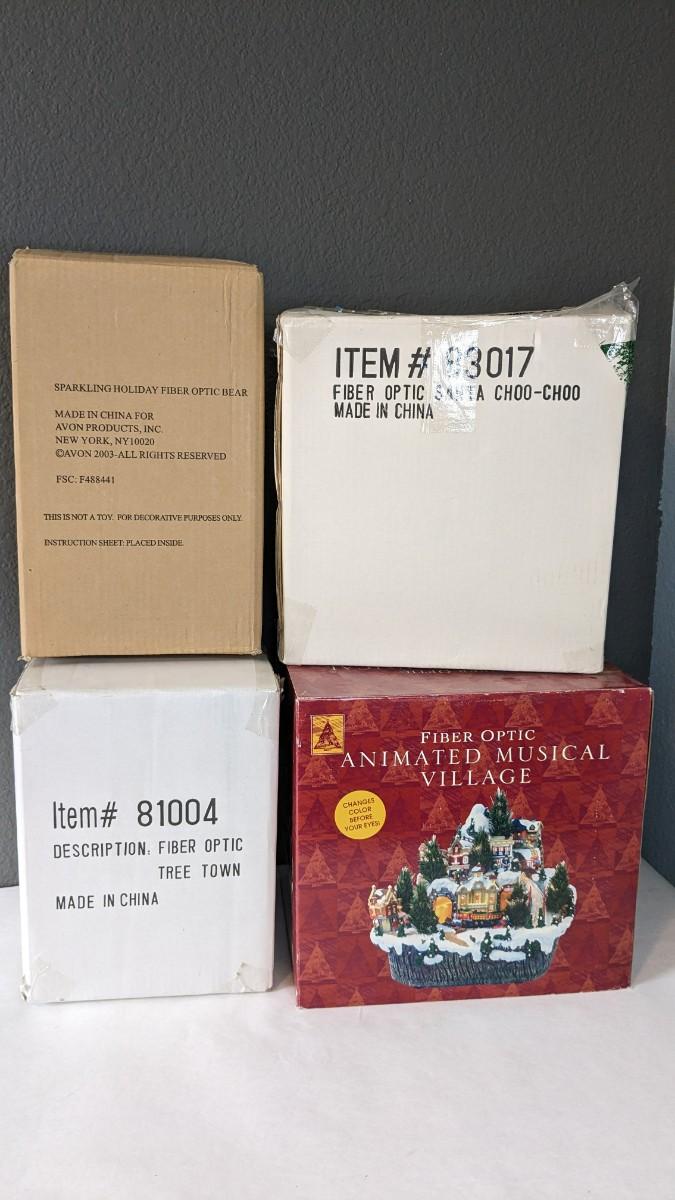 SPARKLING HOLIDAY FIBER OPTIC BEAR
MADE IN CHINA FOR
AVON PRODUCTS, INC.
NEW YORK, NY10020
©AVON 2003-ALL RIGHTS RESERVED
FSC: F488441
THIS IS NOT A TOY. FOR DECORATIVE PURPOSES ONLY.
INSTRUCTION SHEET: PLACED INSIDE.
ITEM # 83017
FIBER OPTIC SANTA CHOO-CHOO
MADE IN CHINA
Item# 81004
DESCRIPTION: FIBER OPTIC
TREE TOWN
MADE IN CHINA
FIBER OPTIC
ANIMATED MUSICAL
VILLAGE
CHANGES
COLOR
BEFORE
YOUR EYES!